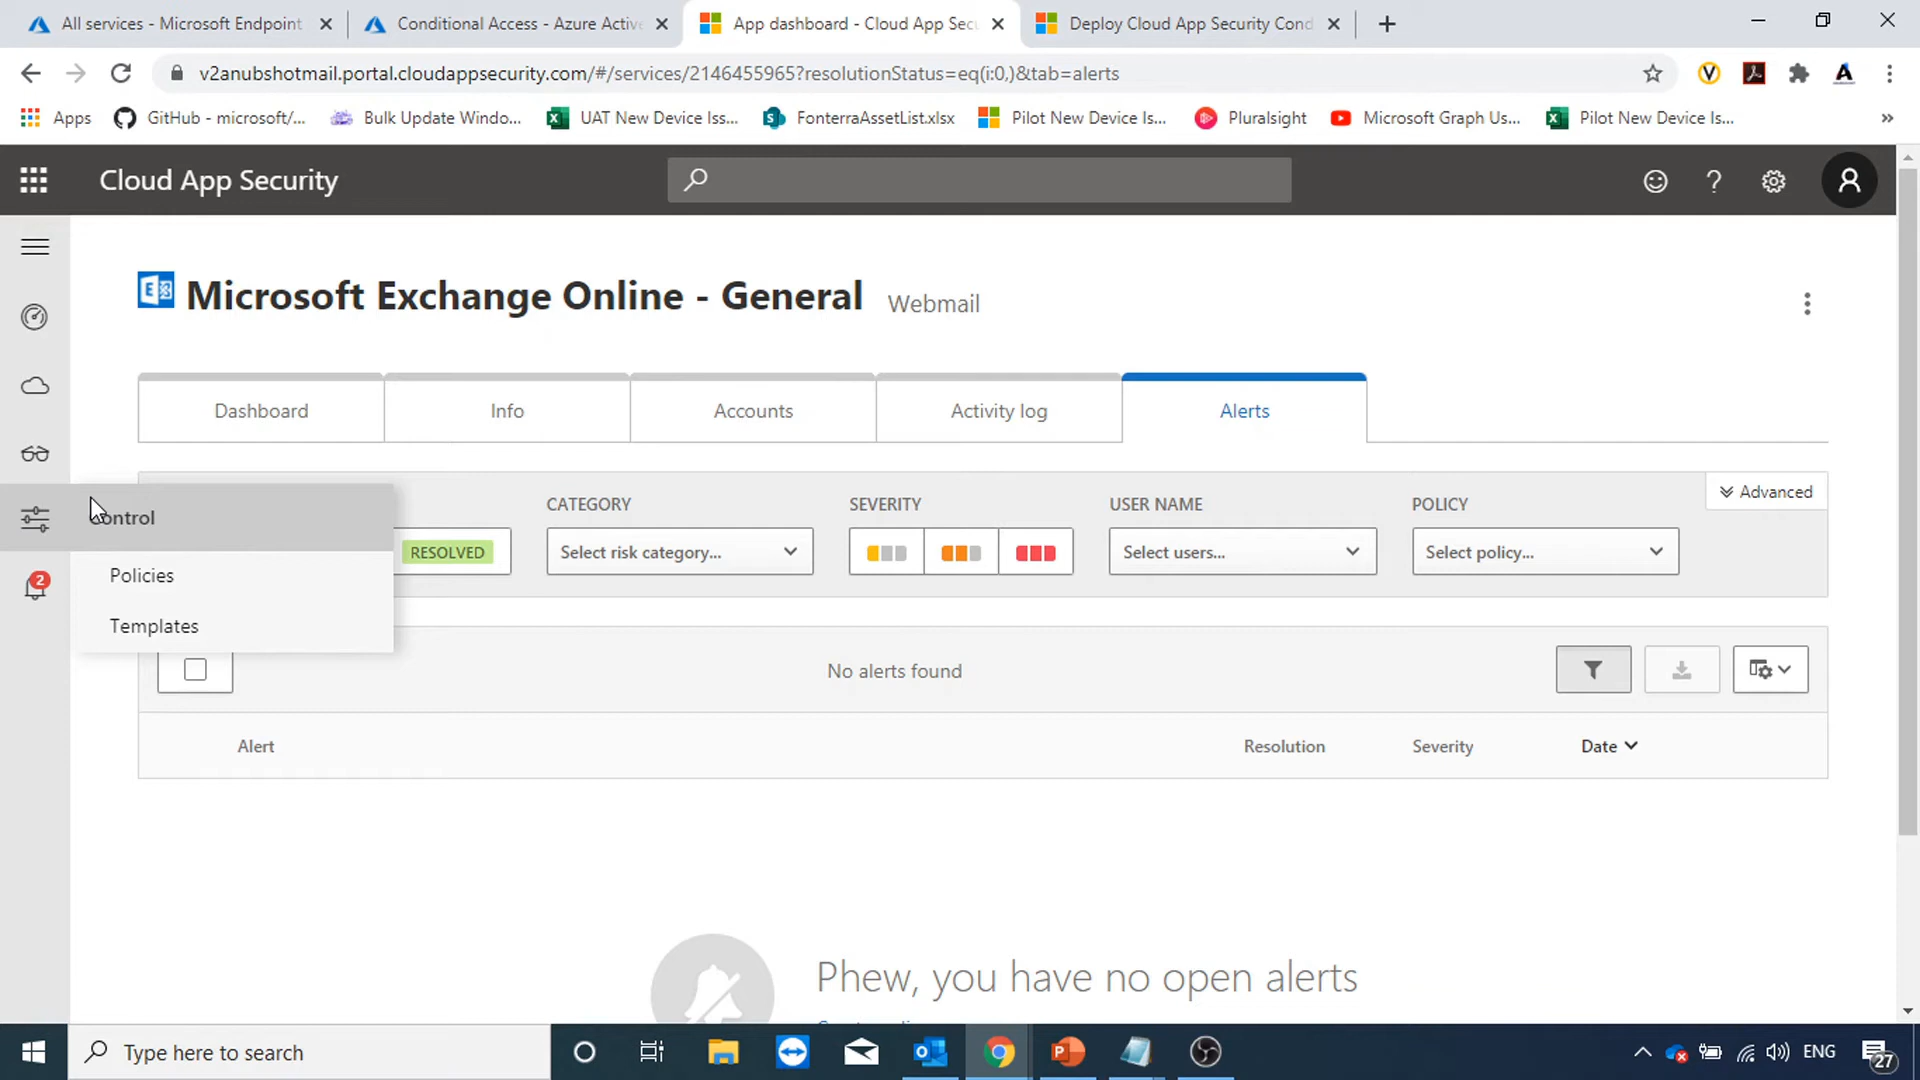 All services - Microsoft Endpoint
Conditional Access - Azure Active
App dashboard - Cloud App Secu
Deploy Cloud App Security Cond
v2anubshotmail.portal.cloudappsecurity.com/#/services/2146455965?resolutionStatus=eq(i:0,)&tab=alerts
Apps
GitHub - microsoft/...
Bulk Update Windo...
UAT New Device Iss...
FonterraAssetList.xlsx
Pilot New Device Is...
Pluralsight
Microsoft Graph Us...
Pilot New Device Is...
Cloud App Security
Microsoft Exchange Online - General Webmail
Dashboard
Info
Accounts
Activity log
Alerts
Advanced
CATEGORY
SEVERITY
USER NAME
POLICY
Control
RESOLVED
Select risk category...
Select users...
Select policy...
Policies
2
Templates
No alerts found
Alert
Resolution
Severity
Date
Phew, you have no open alerts
Type here to search
ENG
27